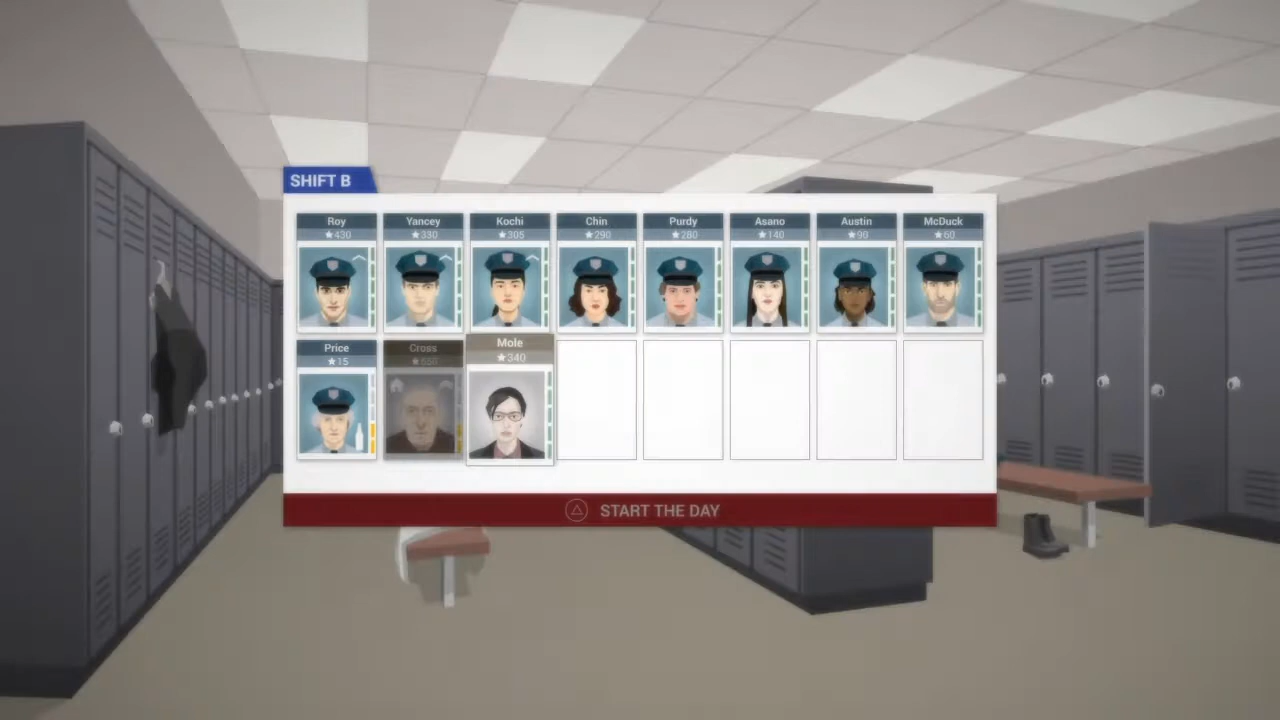 SHIFT B
Roy Yancey Kochi Chin Purdy Asano Austin McDuck
★430 ★330 ★305 ★290 ★280 ★140 ★90 ★60
Price Cross Mole
★15 ★650 ★340
START THE DAY